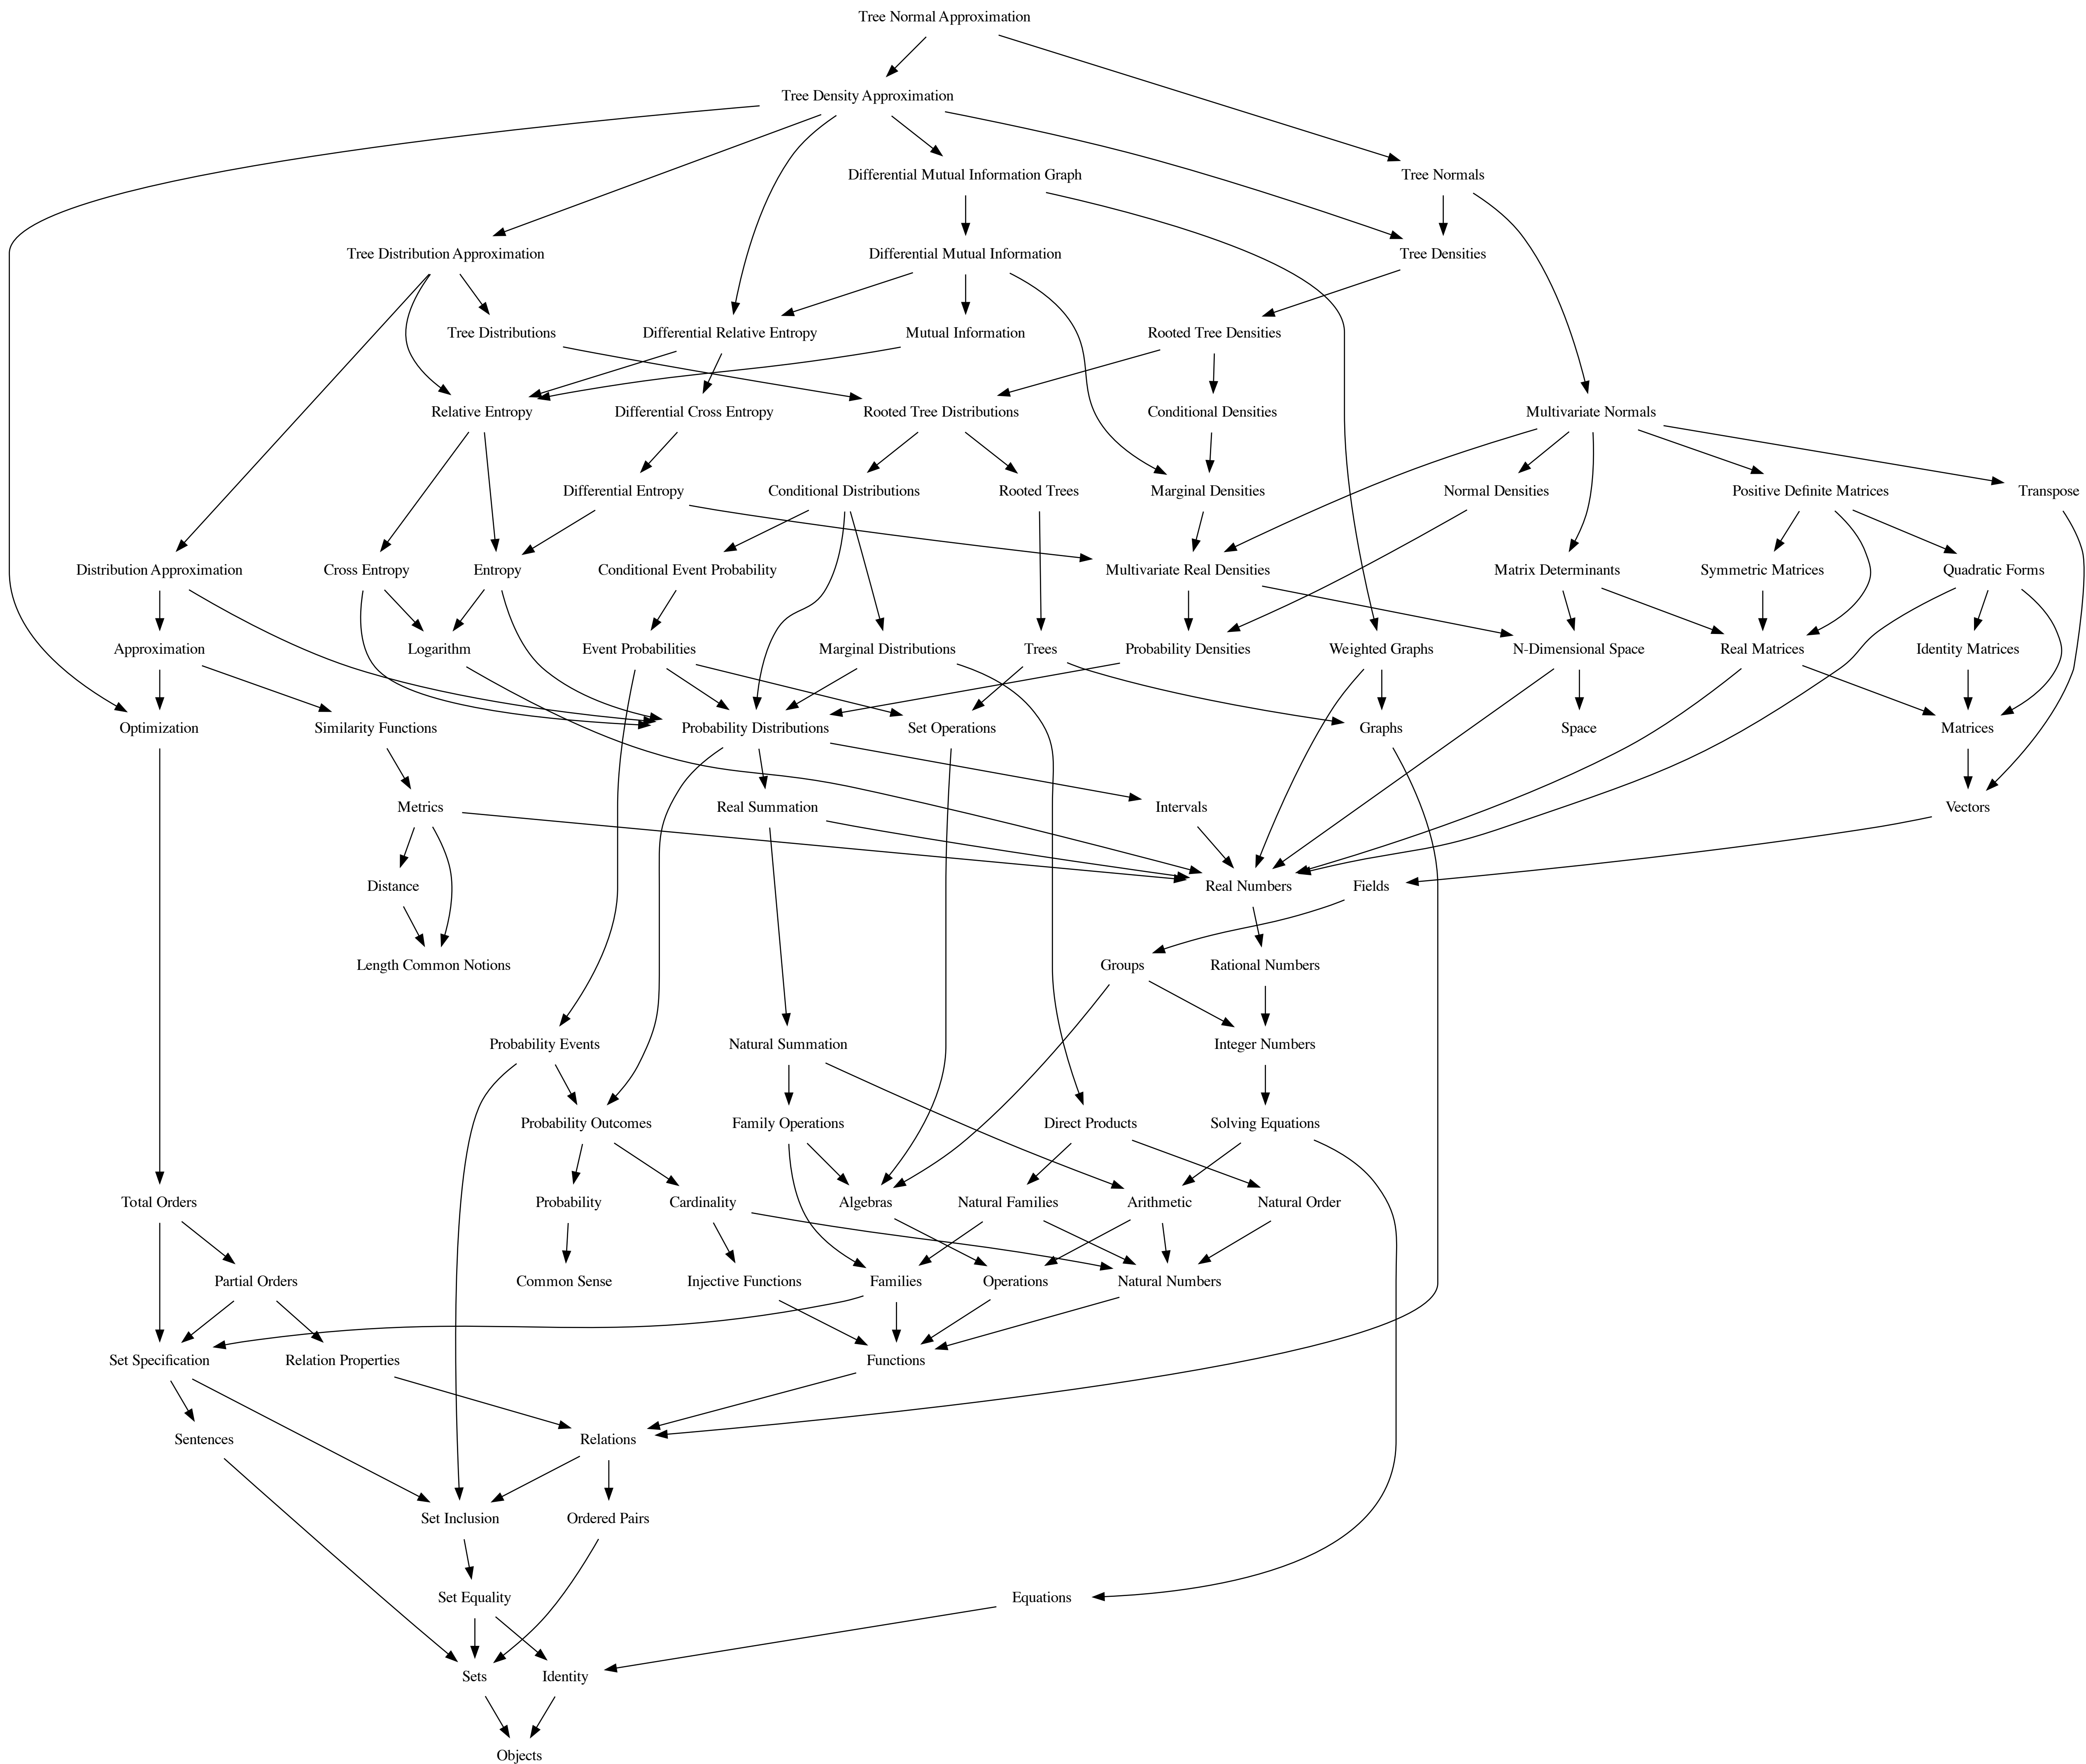 Tree Normal Approximation
Tree Density Approximation
Differential Mutual Information Graph
Tree Normals
Tree Distribution Approximation
Differential Mutual Information
Tree Densities
Tree Distributions
Differential Relative Entropy
Mutual Information
Rooted Tree Densities
Relative Entropy
Differential Cross Entropy
Rooted Tree Distributions
Conditional Densities
Multivariate Normals
Differential Entropy
Conditional Distributions
Rooted Trees
Marginal Densities
Normal Densities
Positive Definite Matrices
Transpose
Distribution Approximation
Cross Entropy
Entropy
Conditional Event Probability
Multivariate Real Densities
Matrix Determinants
Symmetric Matrices
Quadratic Forms
Approximation
Logarithm
Event Probabilities
Marginal Distributions
Trees
Probability Densities
Weighted Graphs
N-Dimensional Space
Real Matrices
Identity Matrices
Optimization
Similarity Functions
Probability Distributions
Set Operations
Graphs
Space
Matrices
Metrics
Real Summation
Intervals
Vectors
Distance
Real Numbers
Fields
Length Common Notions
Groups
Rational Numbers
Probability Events
Natural Summation
Integer Numbers
Probability Outcomes
Family Operations
Direct Products
Solving Equations
Total Orders
Probability
Cardinality
Algebras
Natural Families
Arithmetic
Natural Order
Partial Orders
Common Sense
Injective Functions
Families
Operations
Natural Numbers
Set Specification
Relation Properties
Functions
Sentences
Relations
Set Inclusion
Ordered Pairs
Set Equality
Equations
Sets
Identity
Objects